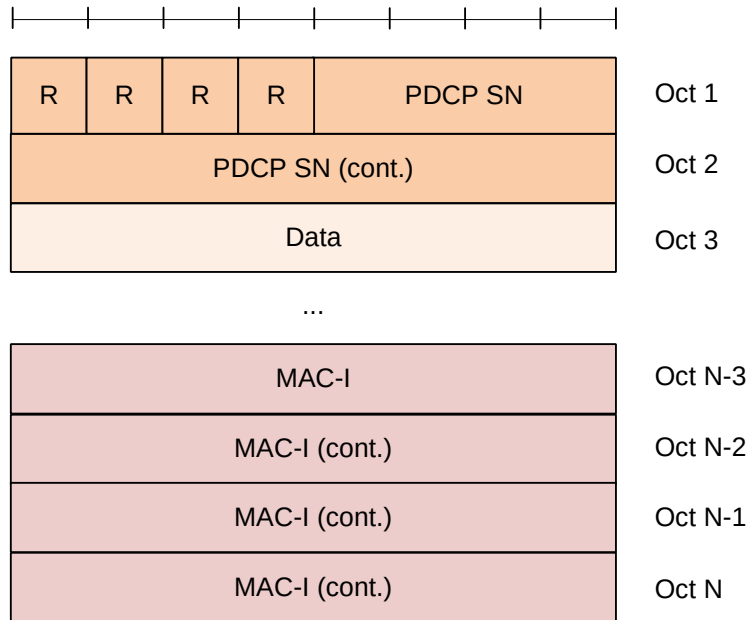 R R R R PDCP SN Oct 1
PDCP SN (cont.) Oct 2
Data Oct 3
...
MAC-I Oct N-3
MAC-I (cont.) Oct N-2
MAC-I (cont.) Oct N-1
MAC-I (cont.) Oct N